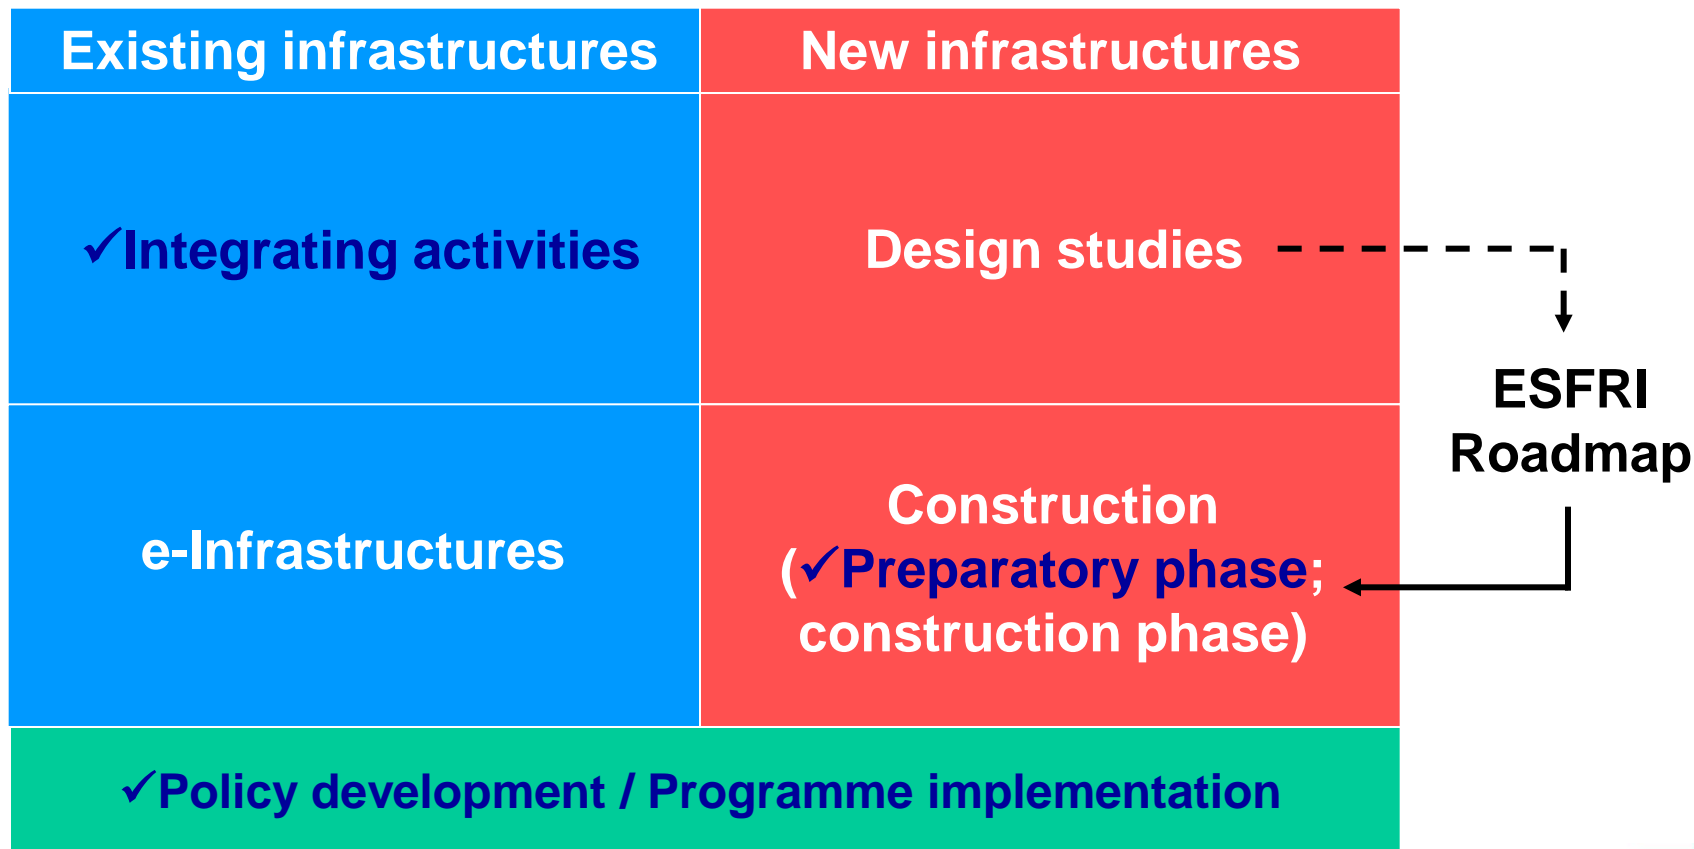 Existing infrastructures
New infrastructures
✓Integrating activities
Design studies
ESFRI
Roadmap
e-Infrastructures
Construction
(✓Preparatory phase;
construction phase)
✓Policy development / Programme implementation